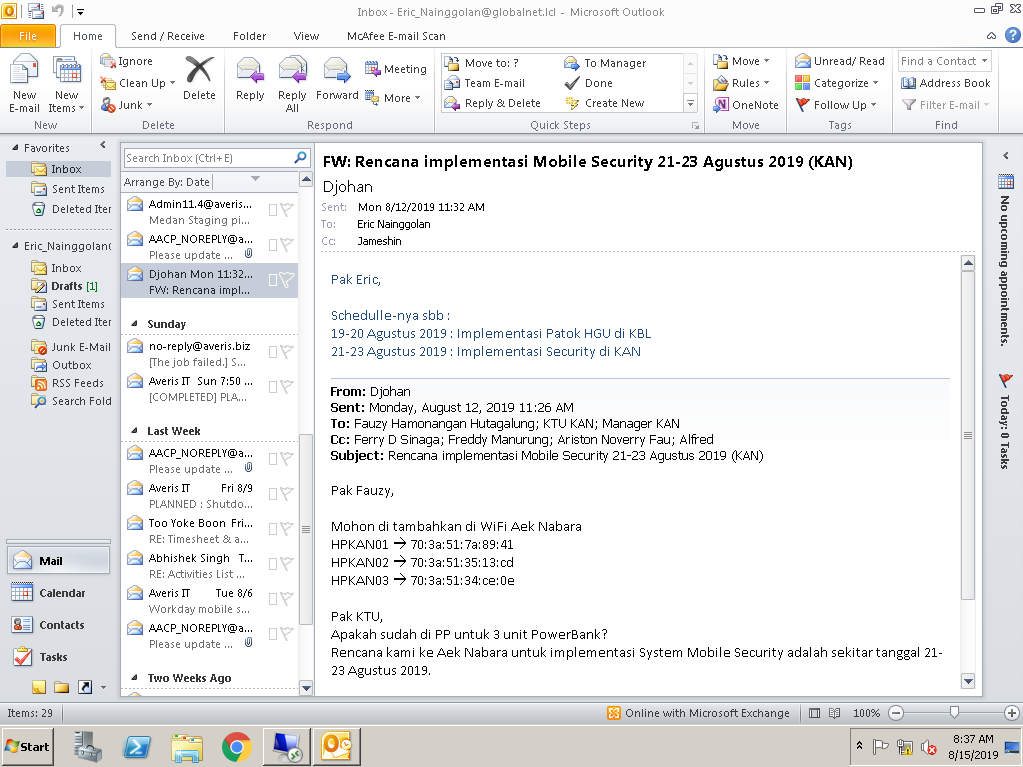 Inbox - Eric_Nainggolan@globalnet.lcl - Microsoft Outlook
File Home Send / Receive Folder View McAfee E-mail Scan
New E-mail
New Items
New
Ignore
Clean Up
Junk
Delete
Delete
Reply
Reply All
Forward
Meeting
More
Respond
Move to: ?
Team E-mail
Reply & Delete
To Manager
Done
Create New
Quick Steps
Move
Rules
OneNote
Move
Unread/ Read
Categorize
Follow Up
Tags
Find a Contact
Address Book
Filter E-mail
Find
Favorites
Inbox
Sent Items
Deleted Iter
Eric_Nainggolan
Inbox
Drafts [1]
Sent Items
Deleted Iter
Junk E-Mail
Outbox
RSS Feeds
Search Fold
Mail
Calendar
Contacts
Tasks
Search Inbox (Ctrl+E)
Arrange By: Date
Admin11.4@averis...
Medan Staging pi...
AACP_NOREPLY@a...
Please update ...
Djohan Mon 11:32...
FW: Rencana impl...
Sunday
no-reply@averis.biz
[The job failed.] S...
Averis IT Sun 7:50 ...
[COMPLETED] PLA...
Last Week
AACP_NOREPLY@a...
Please update ...
Averis IT Fri 8/9
PLANNED : Shutdo...
Too Yoke Boon Fri...
RE: Timesheet & a...
Abhishek Singh T...
RE: Activities List ...
Averis IT Tue 8/6
Workday mobile s...
AACP_NOREPLY@a...
Please update ...
Two Weeks Ago
FW: Rencana implementasi Mobile Security 21-23 Agustus 2019 (KAN)
Djohan
Sent: Mon 8/12/2019 11:32 AM
To: Eric Nainggolan
Cc: Jameshin
Pak Eric,
Schedulle-nya sbb :
19-20 Agustus 2019 : Implementasi Patok HGU di KBL
21-23 Agustus 2019 : Implementasi Security di KAN
From: Djohan
Sent: Monday, August 12, 2019 11:26 AM
To: Fauzy Hamonangan Hutagalung; KTU KAN; Manager KAN
Cc: Ferry D Sinaga; Freddy Manurung; Ariston Noverry Fau; Alfred
Subject: Rencana implementasi Mobile Security 21-23 Agustus 2019 (KAN)
Pak Fauzy,
Mohon di tambahkan di WiFi Aek Nabara
HPKAN01 → 70:3a:51:7a:89:41
HPKAN02 → 70:3a:51:35:13:cd
HPKAN03 → 70:3a:51:34:ce:0e
Pak KTU,
Apakah sudah di PP untuk 3 unit PowerBank?
Rencana kami ke Aek Nabara untuk implementasi System Mobile Security adalah sekitar tanggal 21-
23 Agustus 2019.
No upcoming appointments.
Today: 0 Tasks
Items: 29
Online with Microsoft Exchange
100%
Start
8:37 AM
8/15/2019